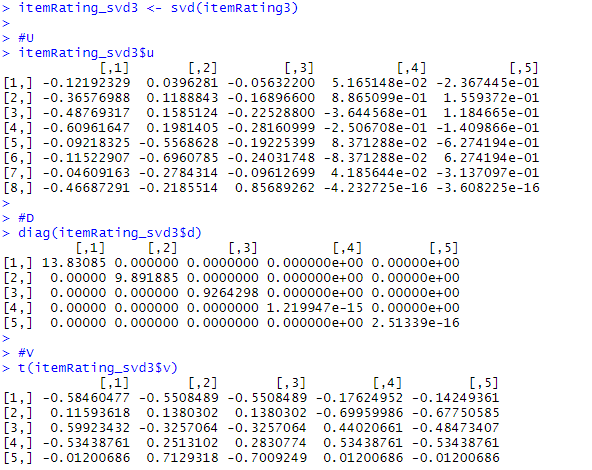 > itemRating_svd3 <- svd(itemRating3)
>
> #U
> itemRating_svd3$u
[,1] [,2] [,3] [,4] [,5]
[1,] -0.12192329 0.0396281 -0.05632200 5.165148e-02 -2.367445e-01
[2,] -0.36576988 0.1188843 -0.16896600 8.865099e-01 1.559372e-01
[3,] -0.48769317 0.1585124 -0.22528800 -3.644568e-01 1.184665e-01
[4,] -0.60961647 0.1981405 -0.28160999 -2.506708e-01 -1.409866e-01
[5,] -0.09218325 -0.5568628 -0.19225399 8.371288e-02 -6.274194e-01
[6,] -0.11522907 -0.6960785 -0.24031748 -8.371288e-02 6.274194e-01
[7,] -0.04609163 -0.2784314 -0.09612699 4.185644e-02 -3.137097e-01
[8,] -0.46687291 -0.2185514 0.85689262 -4.232725e-16 -3.608225e-16
>
> #D
> diag(itemRating_svd3$d)
[,1] [,2] [,3] [,4] [,5]
[1,] 13.83085 0.000000 0.0000000 0.000000e+00 0.00000e+00
[2,] 0.00000 9.891885 0.0000000 0.000000e+00 0.00000e+00
[3,] 0.00000 0.000000 0.9264298 0.000000e+00 0.00000e+00
[4,] 0.00000 0.000000 0.0000000 1.219947e-15 0.00000e+00
[5,] 0.00000 0.000000 0.0000000 0.000000e+00 2.51339e-16
>
> #V
> t(itemRating_svd3$v)
[,1] [,2] [,3] [,4] [,5]
[1,] -0.58460477 -0.5508489 -0.5508489 -0.17624952 -0.14249361
[2,] 0.11593618 0.1380302 0.1380302 -0.69959986 -0.67750585
[3,] 0.59923432 -0.3257064 -0.3257064 0.44020661 -0.48473407
[4,] -0.53438761 0.2513102 0.2830774 0.53438761 -0.53438761
[5,] -0.01200686 0.7129318 -0.7009249 0.01200686 -0.01200686